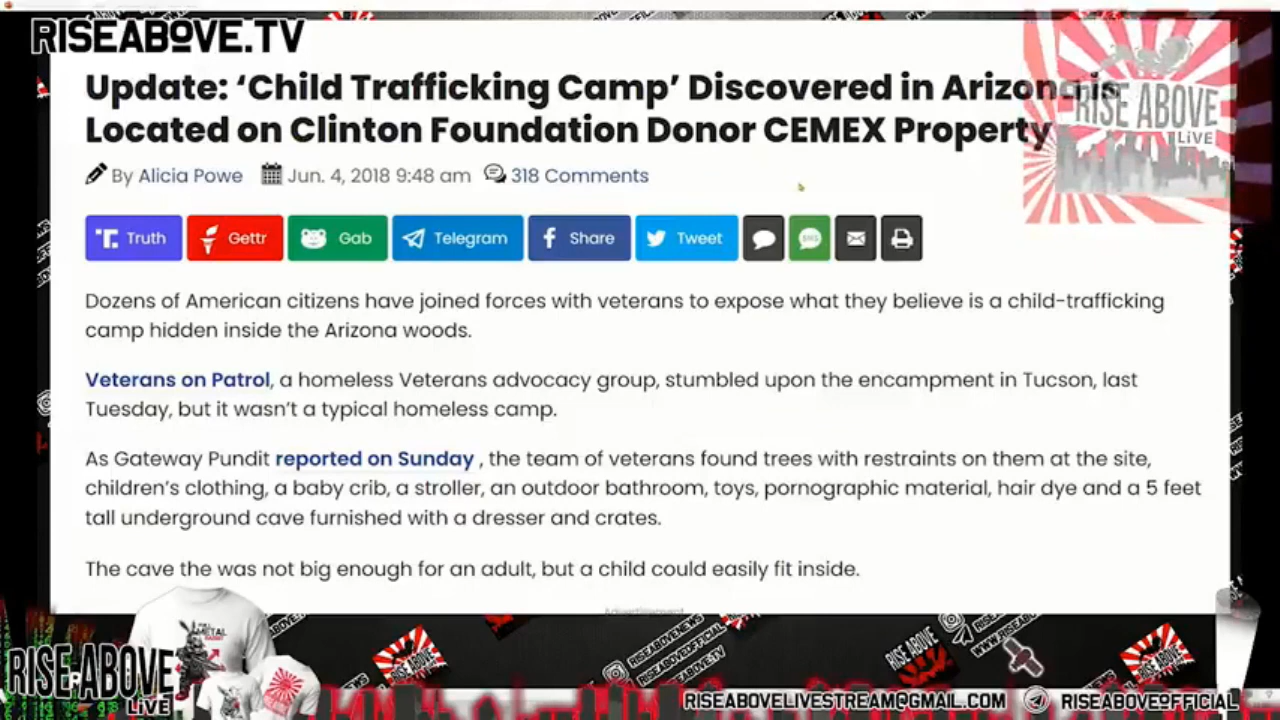 RISEABOVE.TV
Update: ‘Child Trafficking Camp’ Discovered in Arizona is
Located on Clinton Foundation Donor CEMEX Property
RISE ABOVE
LIVE
By Alicia Powe Jun. 4, 2018 9:48 am 318 Comments
Truth Gettr Gab Telegram Share Tweet SMS
Dozens of American citizens have joined forces with veterans to expose what they believe is a child-trafficking
camp hidden inside the Arizona woods.
Veterans on Patrol, a homeless Veterans advocacy group, stumbled upon the encampment in Tucson, last
Tuesday, but it wasn’t a typical homeless camp.
As Gateway Pundit reported on Sunday , the team of veterans found trees with restraints on them at the site,
children’s clothing, a baby crib, a stroller, an outdoor bathroom, toys, pornographic material, hair dye and a 5 feet
tall underground cave furnished with a dresser and crates.
The cave the was not big enough for an adult, but a child could easily fit inside.
Advertisement
METAL
RISEABOVENEWS
RISEABOVEOFFICIAL
RISEABOVE.TV
RISE ABOVE
LIVE
RISEABOVELIVESTREAM@GMAIL.COM RISEABOVEOFFICIAL